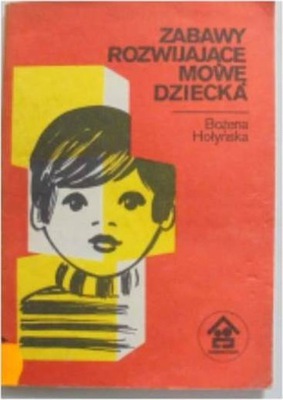 ZABAWY
ROZWIJAJĄCE
MOWĘ
DZIECKA
Bożena
Hołyńska